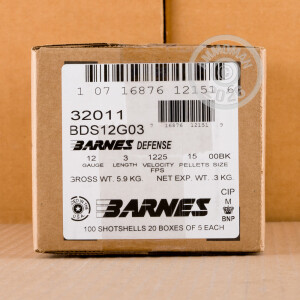 1 07 16876 12151 6
32011
BDS12G03
BARNES DEFENSE
12 3 1225 15 00BK
GAUGE LENGTH VELOCITY PELLETS SIZE
FPS
GROSS WT. 5.9 KG. NET EXP. WT. .3 KG.
CIP
M
BNP
USA
BARNES
100 SHOTSHELLS 20 BOXES OF 5 EACH